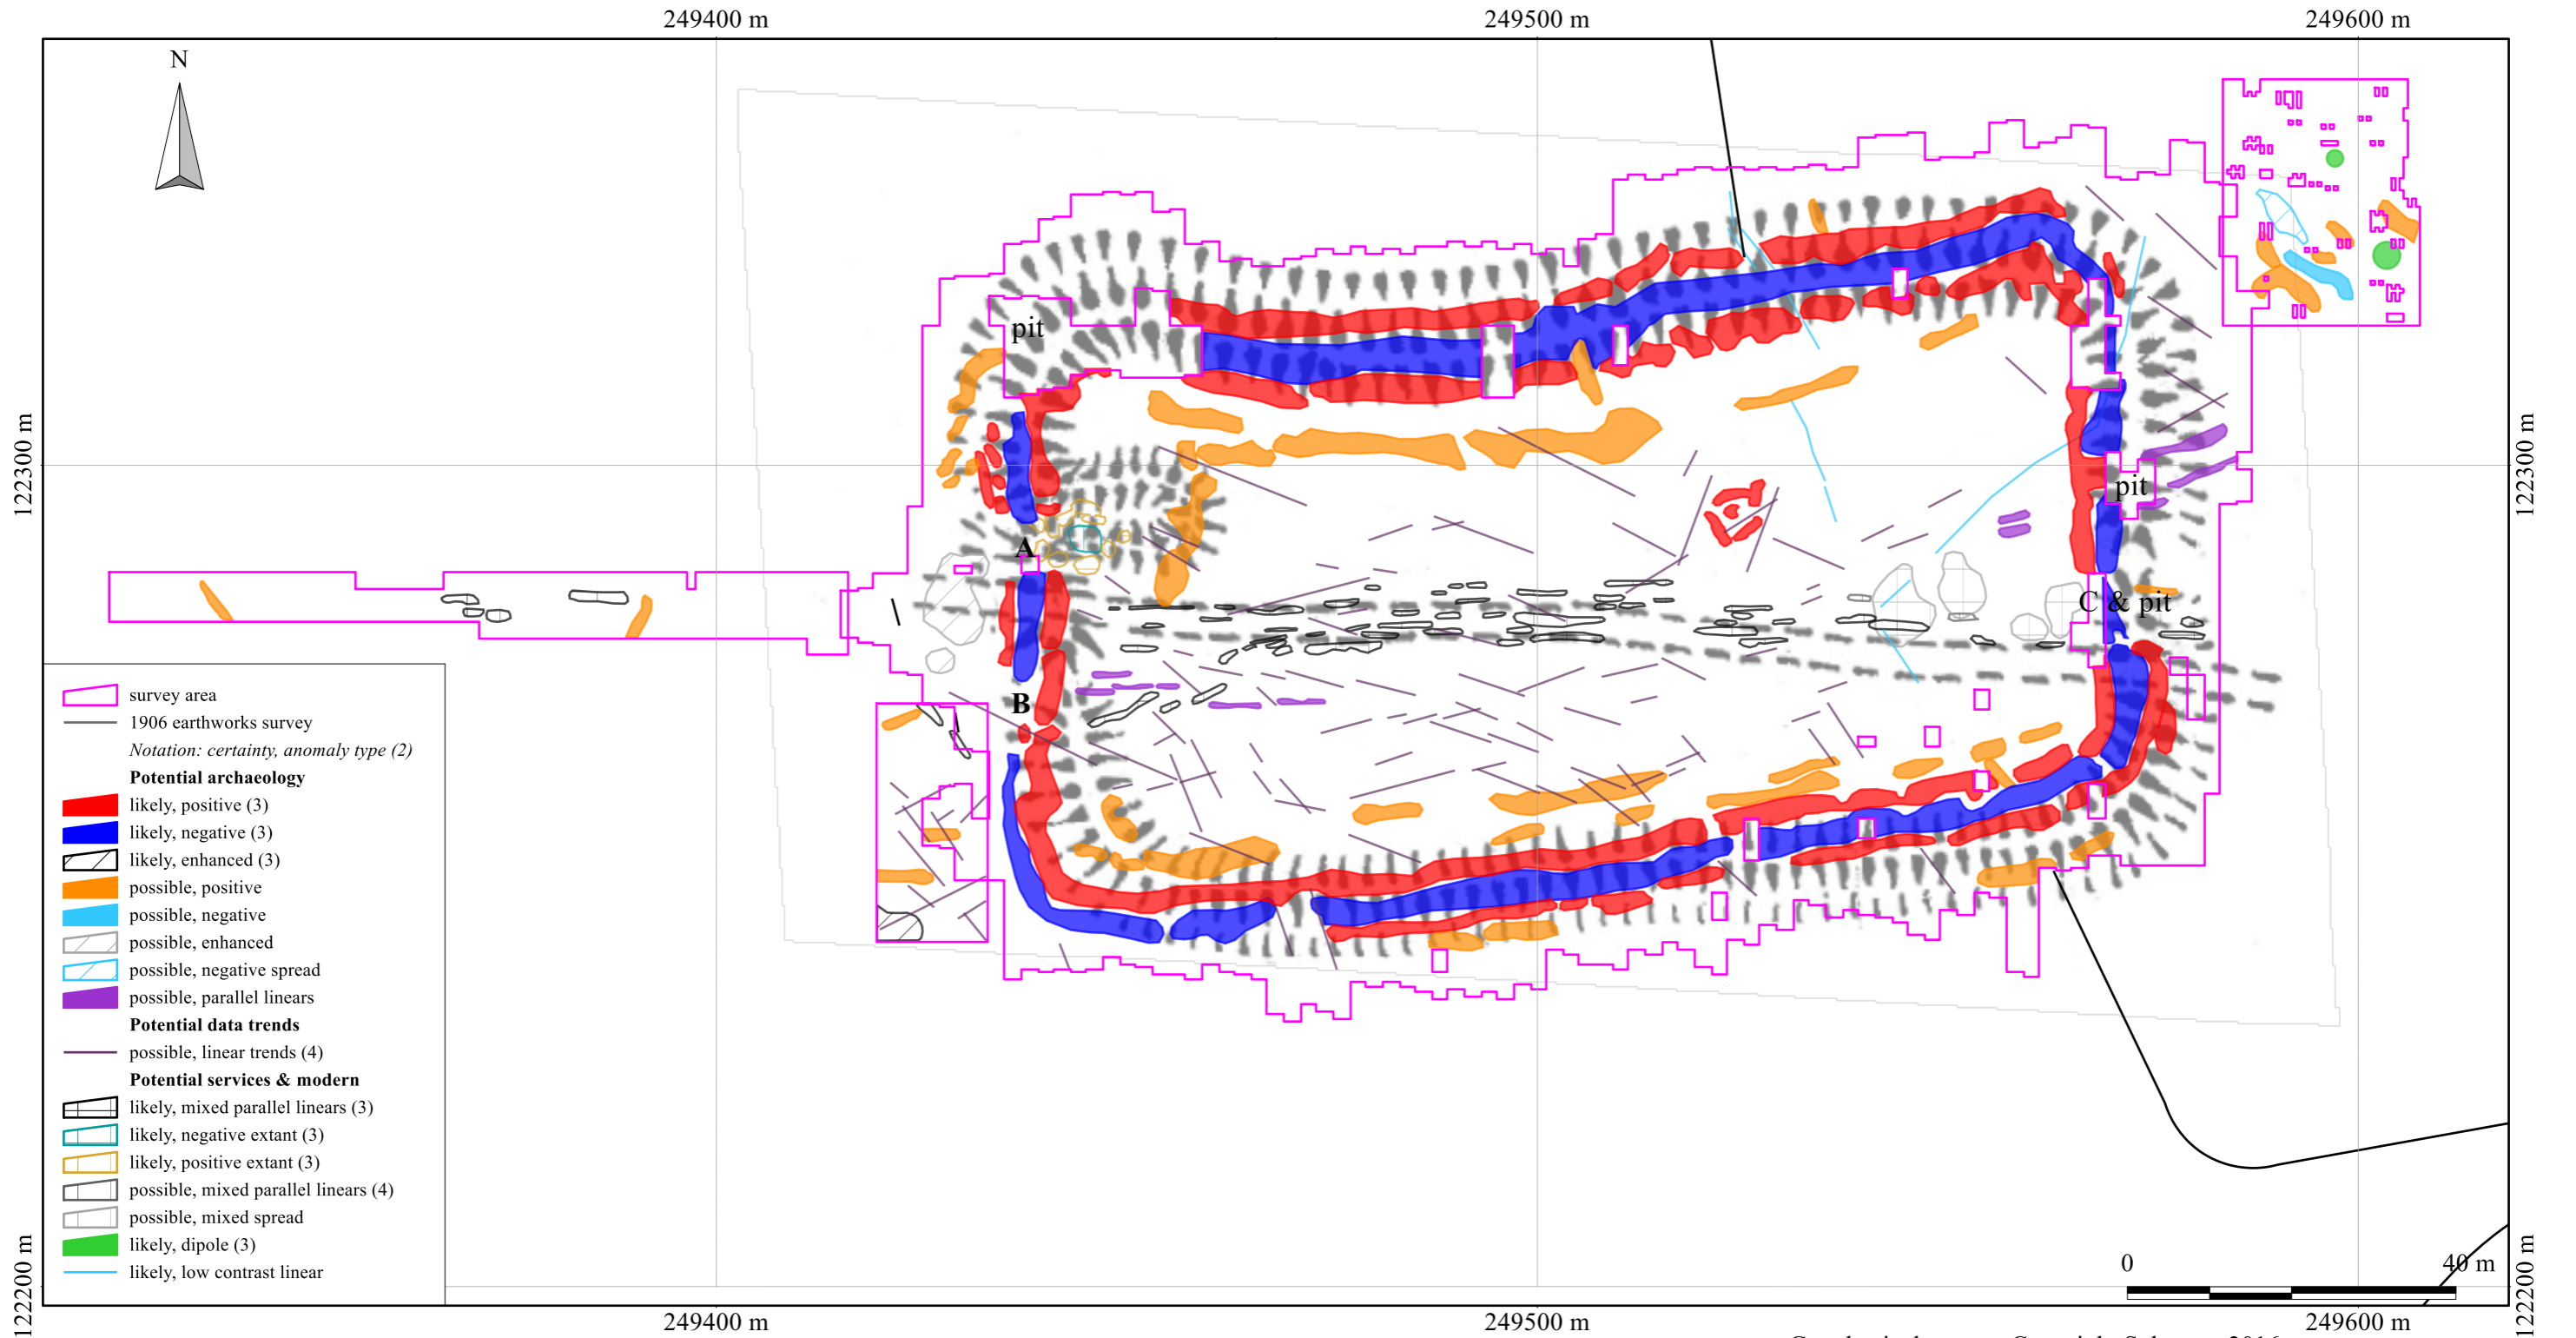 249400 m
249500 m
249600 m
N
12300 m
12300 m
pit
pit
A
C & pit
B
survey area
1906 earthworks survey
Notation: certainty, anomaly type (2)
Potential archaeology
likely, positive (3)
likely, negative (3)
likely, enhanced (3)
possible, positive
possible, negative
possible, enhanced
possible, negative spread
possible, parallel linears
Potential data trends
possible, linear trends (4)
Potential services & modern
likely, mixed parallel linears (3)
likely, negative extant (3)
likely, positive extant (3)
possible, mixed parallel linears (4)
possible, mixed spread
likely, dipole (3)
likely, low contrast linear
0
40 m
12200 m
12200 m
249400 m
249500 m
249600 m